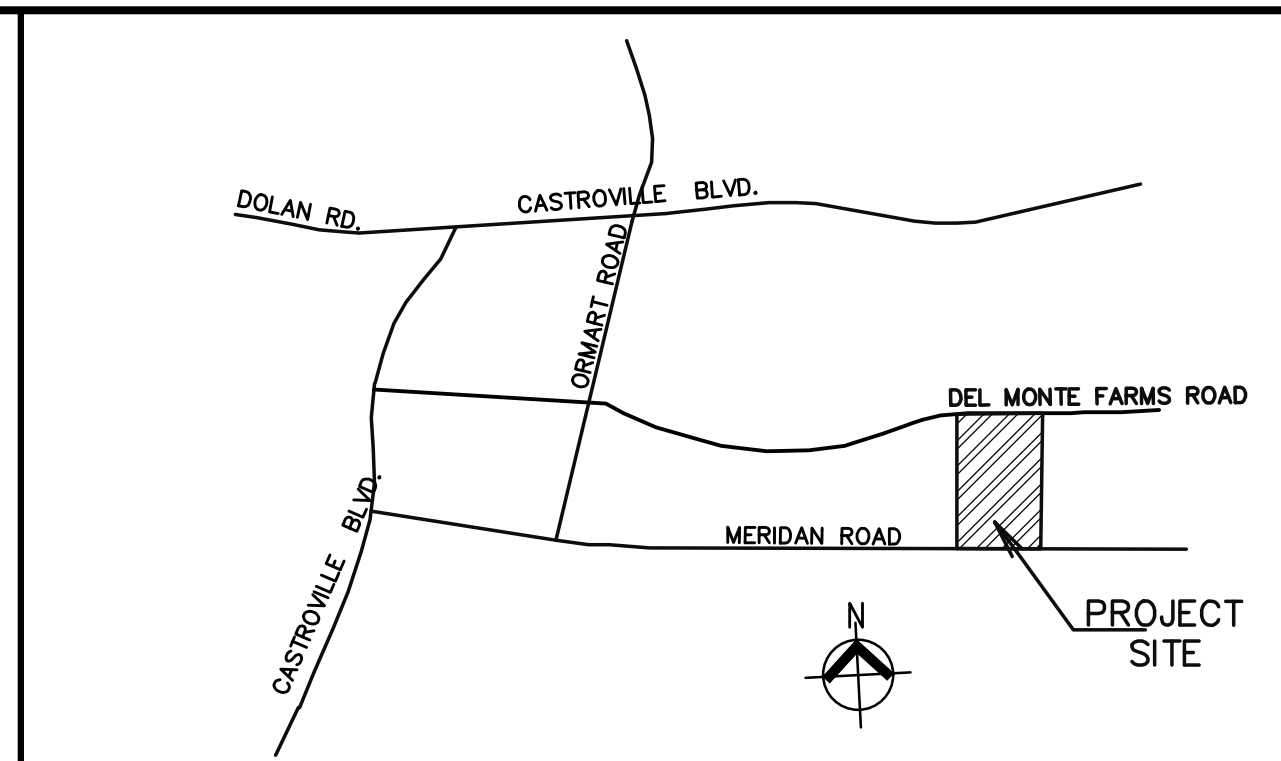 DOLAN RD.
CASTROVILLE BLVD.
ORMART ROAD
DEL MONTE FARMS ROAD
CASTROVILLE BLVD.
MERIDAN ROAD
N
PROJECT
SITE